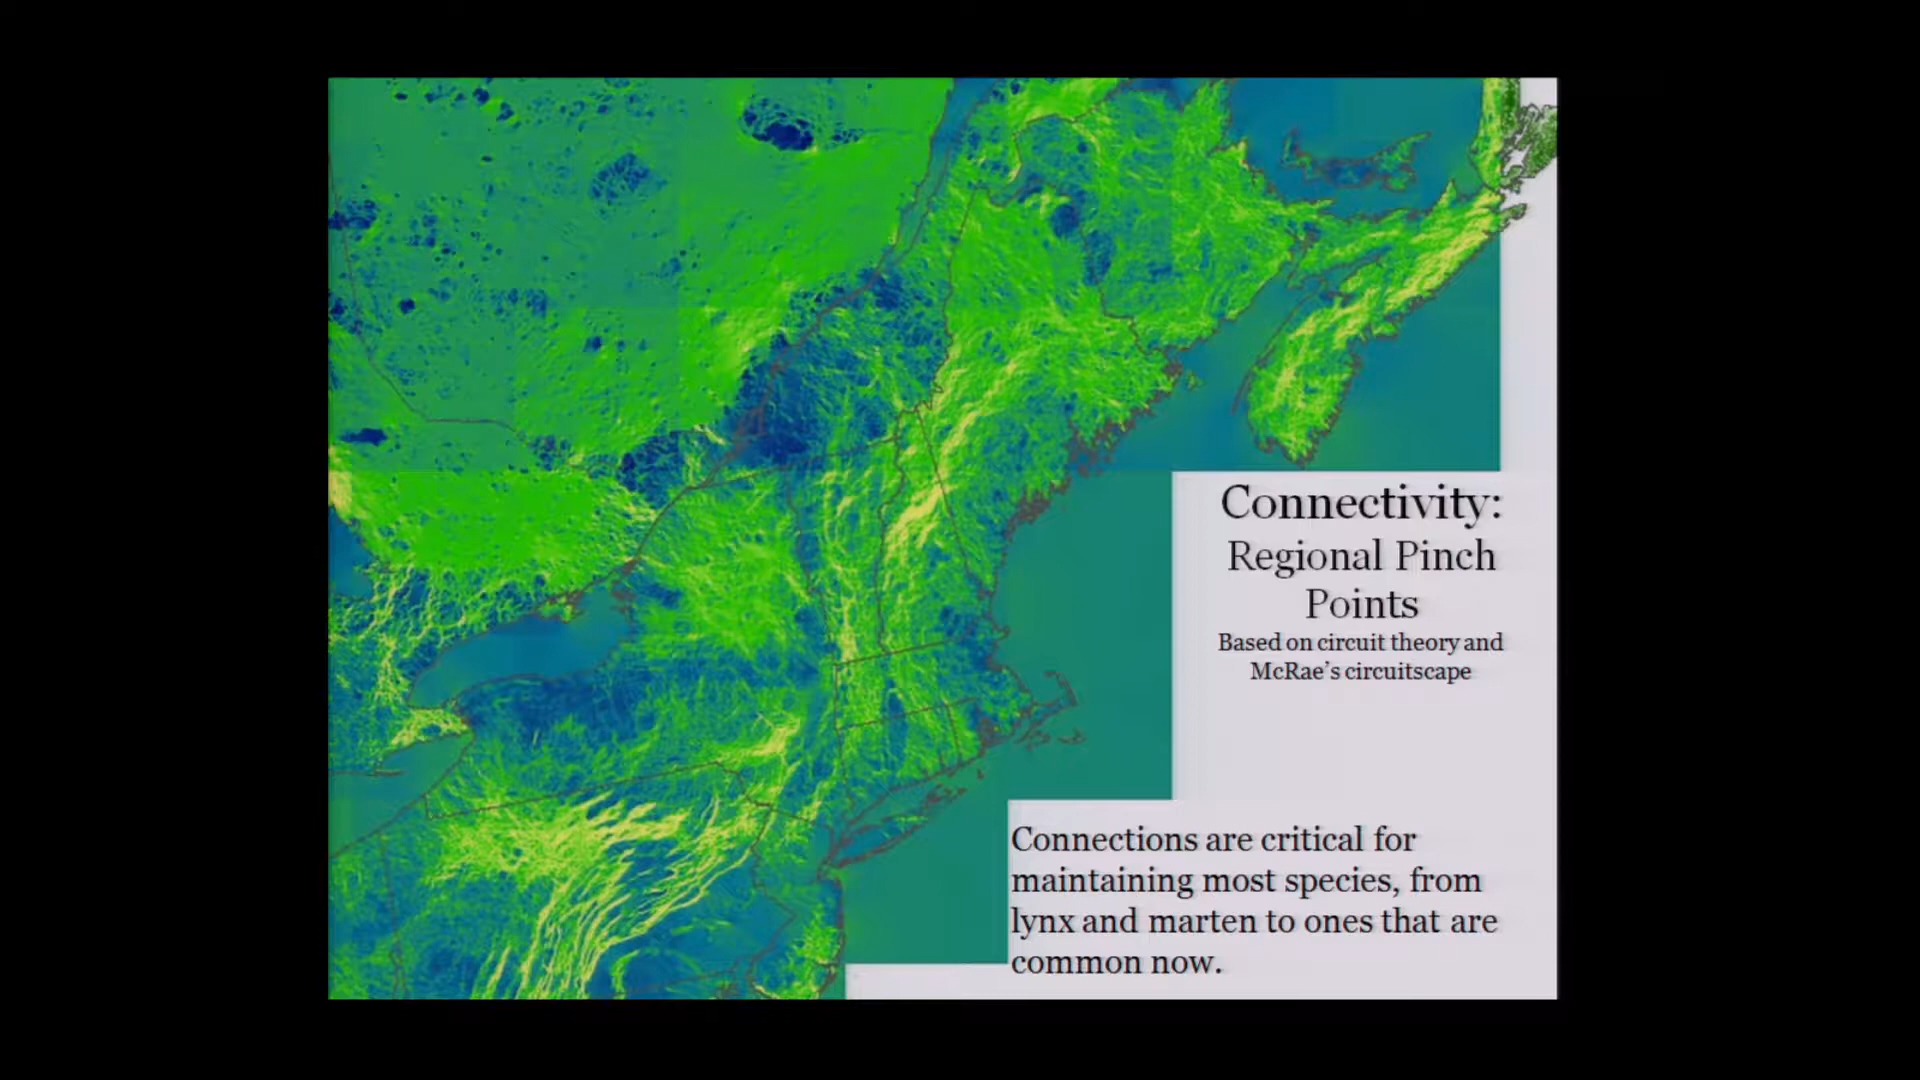 Connectivity:
Regional Pinch
Points
Based on circuit theory and
McRae's circuitscape
Connections are critical for
maintaining most species, from
lynx and marten to ones that are
common now.